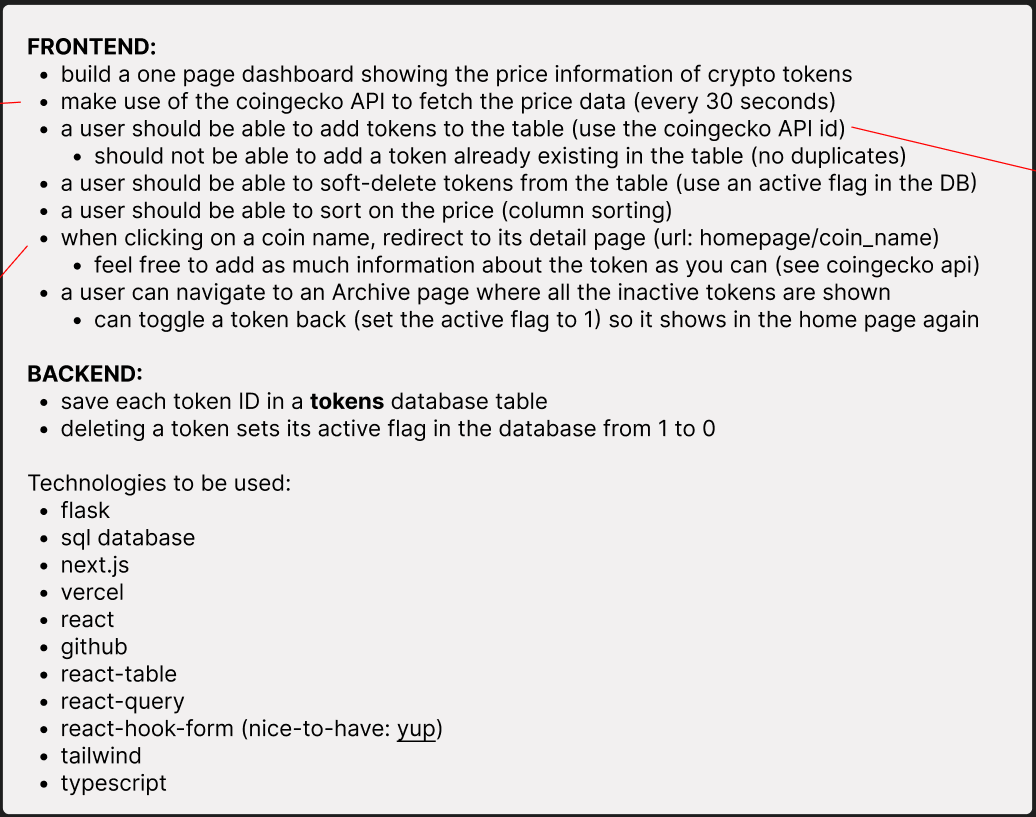 FRONTEND:
• build a one page dashboard showing the price information of crypto tokens
• make use of the coingecko API to fetch the price data (every 30 seconds)
• a user should be able to add tokens to the table (use the coingecko API id)
• should not be able to add a token already existing in the table (no duplicates)
• a user should be able to soft-delete tokens from the table (use an active flag in the DB)
• a user should be able to sort on the price (column sorting)
• when clicking on a coin name, redirect to its detail page (url: homepage/coin_name)
• feel free to add as much information about the token as you can (see coingecko api)
• a user can navigate to an Archive page where all the inactive tokens are shown
• can toggle a token back (set the active flag to 1) so it shows in the home page again
BACKEND:
• save each token ID in a tokens database table
• deleting a token sets its active flag in the database from 1 to 0
Technologies to be used:
• flask
• sql database
• next.js
• vercel
• react
• github
• react-table
• react-query
• react-hook-form (nice-to-have: yup)
• tailwind
• typescript